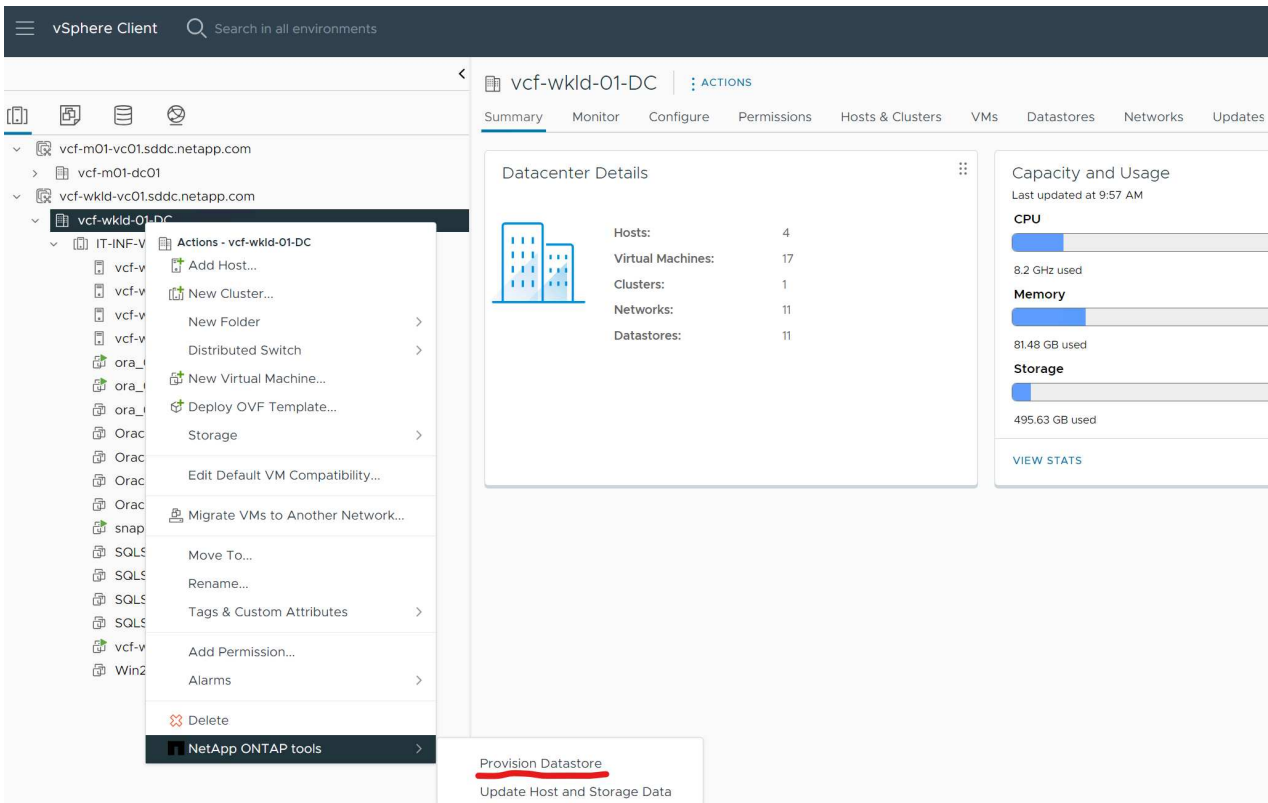 vSphere Client
Search in all environments
vcf-m01-vc01.sddc.netapp.com
vcf-m01-dc01
vcf-wkld-vc01.sddc.netapp.com
vcf-wkld-01-DC
IT-INF-W
vcf-w
vcf-w
vcf-w
vcf-w
ora_
ora_
ora_
Orac
Orac
Orac
Orac
snap
SQLS
SQLS
SQLS
SQLS
vcf-w
Win2
Actions - vcf-wkld-01-DC
Add Host...
New Cluster...
New Folder
Distributed Switch
New Virtual Machine...
Deploy OVF Template...
Storage
Edit Default VM Compatibility...
Migrate VMs to Another Network...
Move To...
Rename...
Tags & Custom Attributes
Add Permission...
Alarms
Delete
NetApp ONTAP tools
Provision Datastore
Update Host and Storage Data
vcf-wkld-01-DC
ACTIONS
Summary Monitor Configure Permissions Hosts & Clusters VMs Datastores Networks Updates
Datacenter Details
Hosts: 4
Virtual Machines: 17
Clusters: 1
Networks: 11
Datastores: 11
Capacity and Usage
Last updated at 9:57 AM
CPU
8.2 GHz used
Memory
81.48 GB used
Storage
495.63 GB used
VIEW STATS